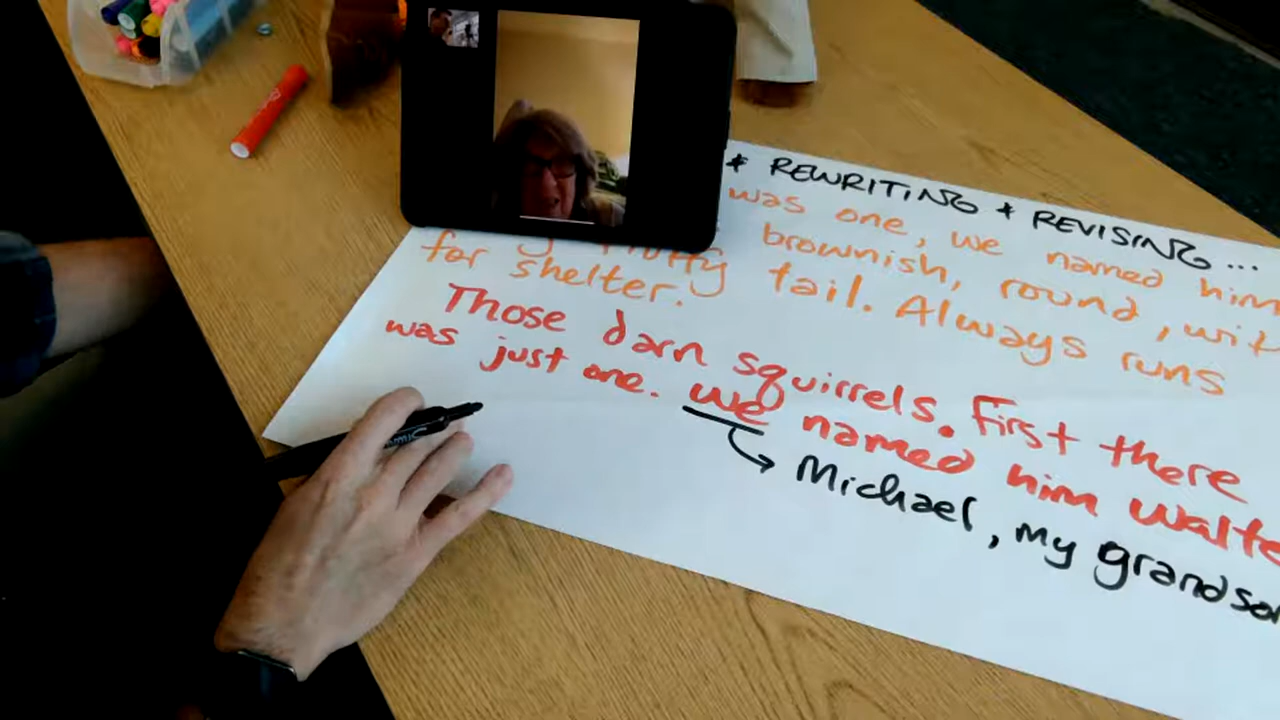 * REWRITING & REVISING...
was one, we named him
fluffy brownish, round, wit
for shelter. tail. Always runs
Those darn squirrels. First there
was just one. we named him Walte
Michael, my grandso